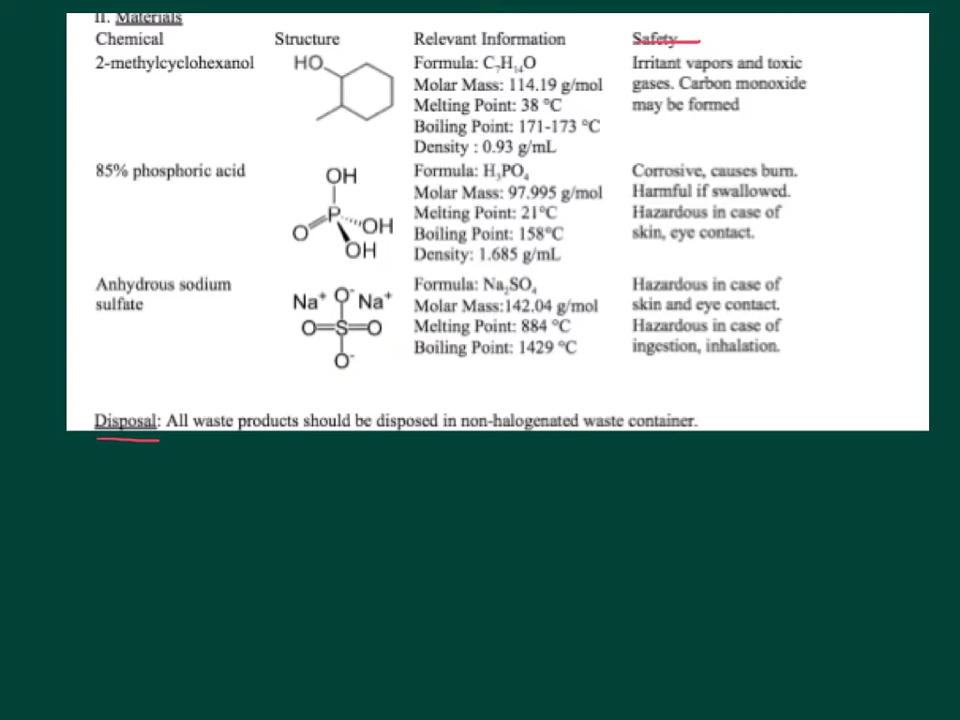 II. Materials
Chemical Structure Relevant Information Safety
2-methylcyclohexanol HO Formula: C₇H₁₄O Irritant vapors and toxic
Molar Mass: 114.19 g/mol gases. Carbon monoxide
Melting Point: 38 °C may be formed
Boiling Point: 171-173 °C
Density : 0.93 g/mL
85% phosphoric acid OH Formula: H₃PO₄ Corrosive, causes burn.
Molar Mass: 97.995 g/mol Harmful if swallowed.
P OH Melting Point: 21°C Hazardous in case of
O OH Boiling Point: 158°C skin, eye contact.
Density: 1.685 g/mL
Anhydrous sodium Formula: Na₂SO₄ Hazardous in case of
sulfate Na⁺ O⁻ Na⁺ Molar Mass:142.04 g/mol skin and eye contact.
O=S=O Melting Point: 884 °C Hazardous in case of
O⁻ Boiling Point: 1429 °C ingestion, inhalation.
Disposal: All waste products should be disposed in non-halogenated waste container.